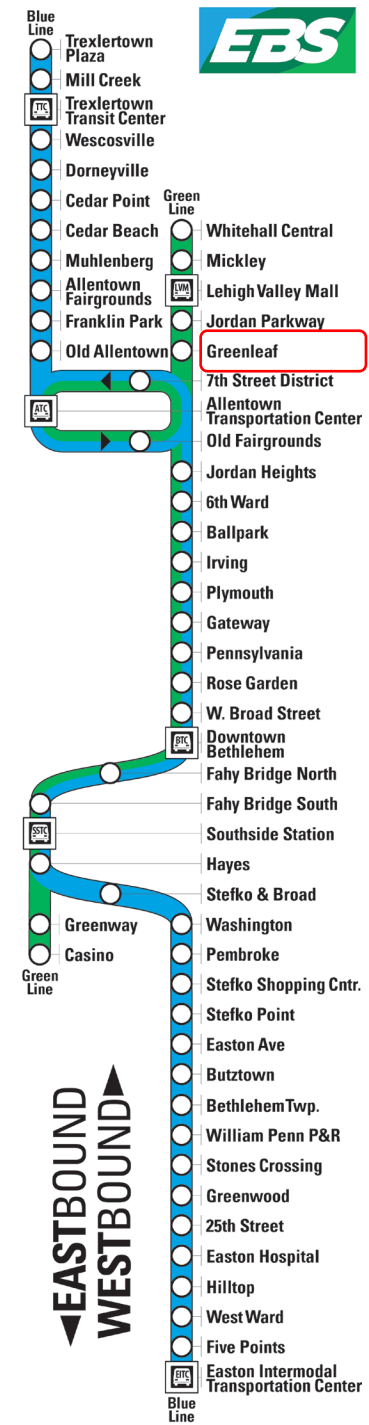 Blue
Line
EBS
Trexlertown
Plaza
Mill Creek
TTC
Trexlertown
Transit Center
Wescosville
Dorneyville
Cedar Point
Green
Line
Cedar Beach
Whitehall Central
Muhlenberg
Mickley
Allentown
Fairgrounds
LVM
Lehigh Valley Mall
Franklin Park
Jordan Parkway
Old Allentown
Greenleaf
7th Street District
ATC
Allentown
Transportation Center
Old Fairgrounds
Jordan Heights
6th Ward
Ballpark
Irving
Plymouth
Gateway
Pennsylvania
Rose Garden
W. Broad Street
BTC
Downtown
Bethlehem
Fahy Bridge North
Fahy Bridge South
SSTC
Southside Station
Hayes
Stefko & Broad
Greenway
Washington
Casino
Pembroke
Green
Line
Stefko Shopping Cntr.
Stefko Point
Easton Ave
Butztown
Bethlehem Twp.
William Penn P&R
Stones Crossing
Greenwood
25th Street
Easton Hospital
Hilltop
West Ward
Five Points
EITC
Easton Intermodal
Transportation Center
Blue
Line
EASTBOUND
WESTBOUND